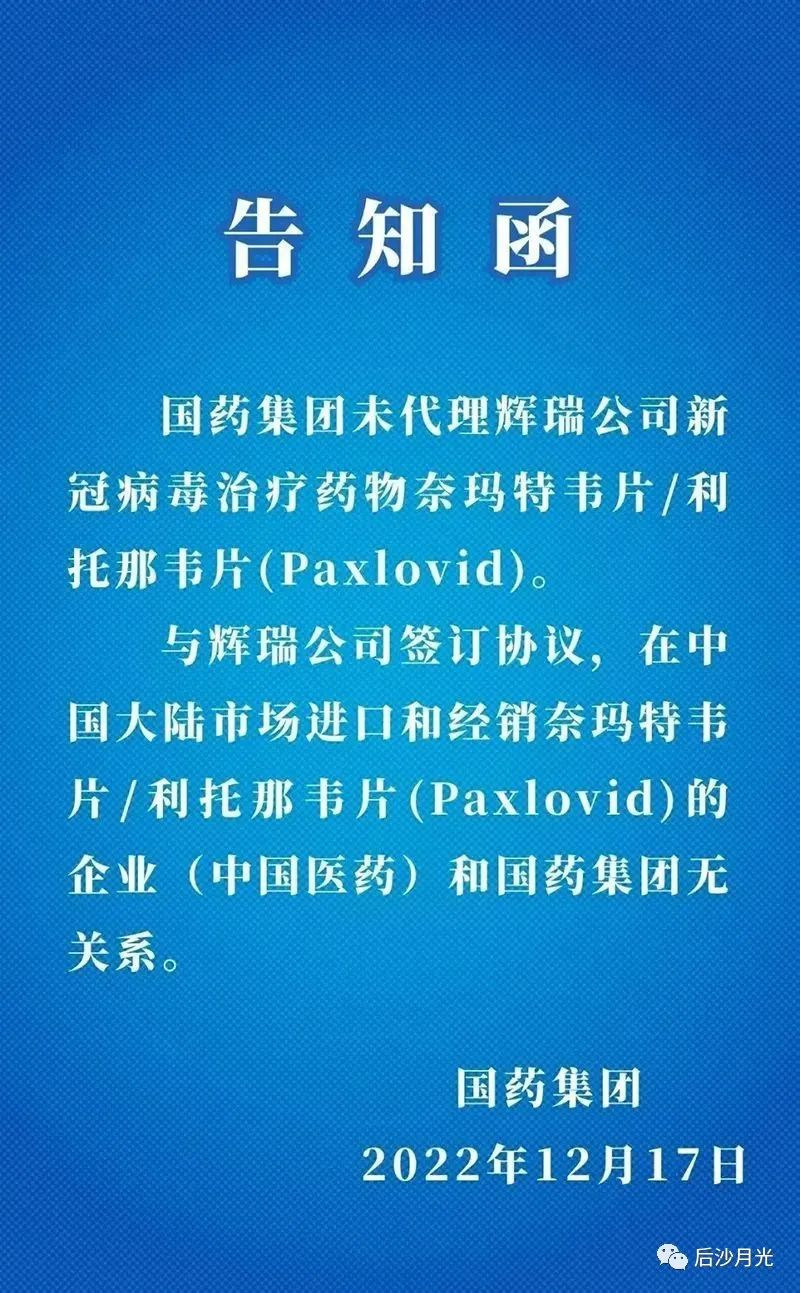 告知函
国药集团未代理辉瑞公司新
冠病毒治疗药物奈玛特韦片/利
托那韦片(Paxlovid)。
与辉瑞公司签订协议，在中
国大陆市场进口和经销奈玛特韦
片/利托那韦片(Paxlovid)的
企业（中国医药）和国药集团无
关系。
国药集团
2022年12月17日
后沙月光